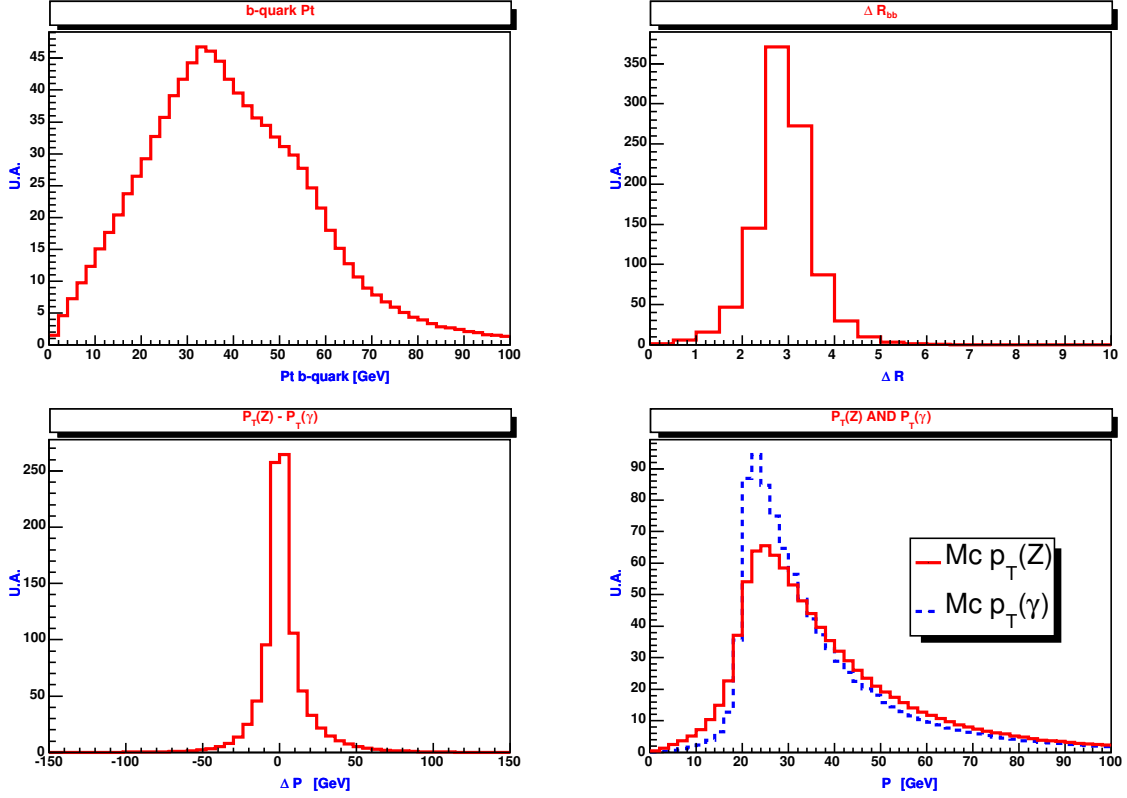 b-quark Pt
U.A.
45
40
35
30
25
20
15
10
5
0
0 10 20 30 40 50 60 70 80 90 100
Pt b-quark [GeV]
Δ R_bb
U.A.
350
300
250
200
150
100
50
0
0 1 2 3 4 5 6 7 8 9 10
Δ R
P_T(Z) - P_T(γ)
U.A.
250
200
150
100
50
0
-150 -100 -50 0 50 100 150
Δ P [GeV]
P_T(Z) AND P_T(γ)
U.A.
90
80
70
60
50
40
30
20
10
0
0 10 20 30 40 50 60 70 80 90 100
P [GeV]
Mc p_T(Z)
Mc p_T(γ)